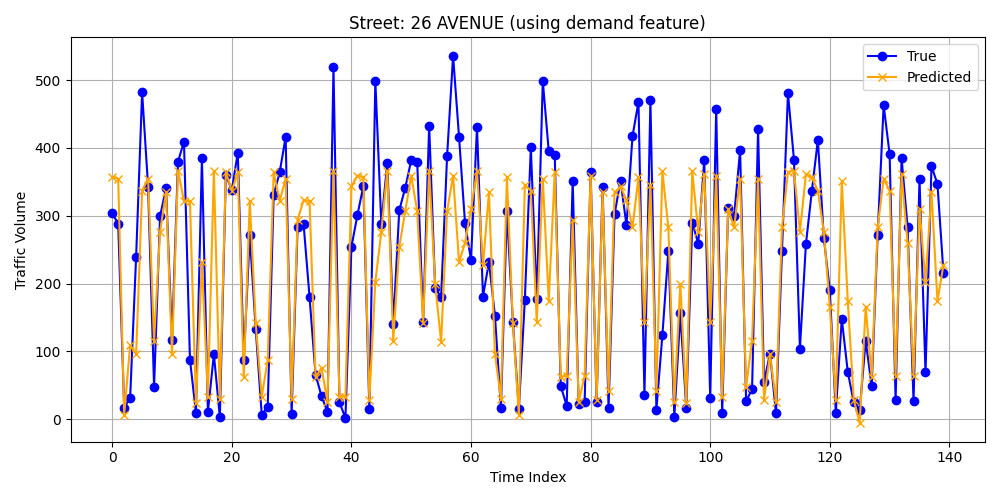 Street: 26 AVENUE (using demand feature)
True
Predicted
Traffic Volume
500
400
300
200
100
0
0 20 40 60 80 100 120 140
Time Index